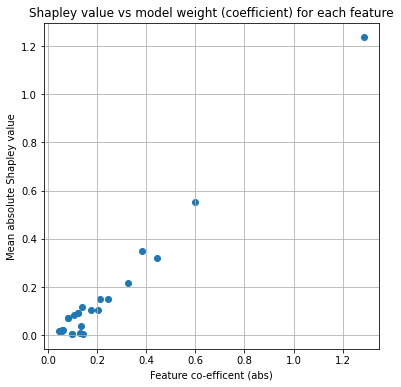 Shapley value vs model weight (coefficient) for each feature
1.2
1.0
0.8
0.6
0.4
0.2
0.0
Mean absolute Shapley value
0.0 0.2 0.4 0.6 0.8 1.0 1.2
Feature co-efficent (abs)